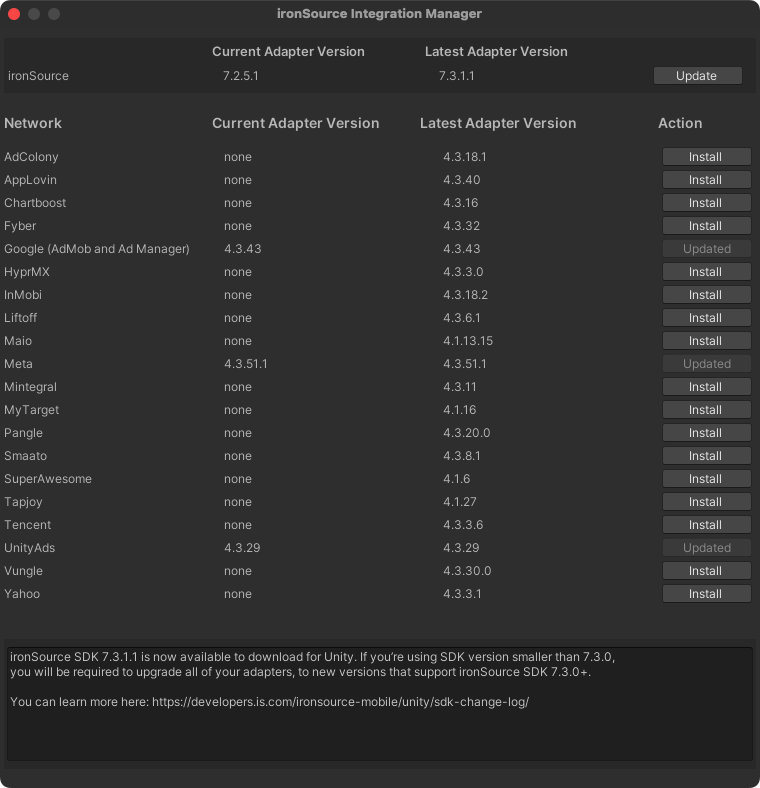 ironSource Integration Manager
Current Adapter Version Latest Adapter Version
ironSource 7.2.5.1 7.3.1.1 Update
Network Current Adapter Version Latest Adapter Version Action
AdColony none 4.3.18.1 Install
AppLovin none 4.3.40 Install
Chartboost none 4.3.16 Install
Fyber none 4.3.32 Install
Google (AdMob and Ad Manager) 4.3.43 4.3.43 Updated
HyprMX none 4.3.3.0 Install
InMobi none 4.3.18.2 Install
Liftoff none 4.3.6.1 Install
Maio none 4.1.13.15 Install
Meta 4.3.51.1 4.3.51.1 Updated
Mintegral none 4.3.11 Install
MyTarget none 4.1.16 Install
Pangle none 4.3.20.0 Install
Smaato none 4.3.8.1 Install
SuperAwesome none 4.1.6 Install
Tapjoy none 4.1.27 Install
Tencent none 4.3.3.6 Install
UnityAds 4.3.29 4.3.29 Updated
Vungle none 4.3.30.0 Install
Yahoo none 4.3.3.1 Install
ironSource SDK 7.3.1.1 is now available to download for Unity. If you're using SDK version smaller than 7.3.0,
you will be required to upgrade all of your adapters, to new versions that support ironSource SDK 7.3.0+.
You can learn more here: https://developers.is.com/ironsource-mobile/unity/sdk-change-log/